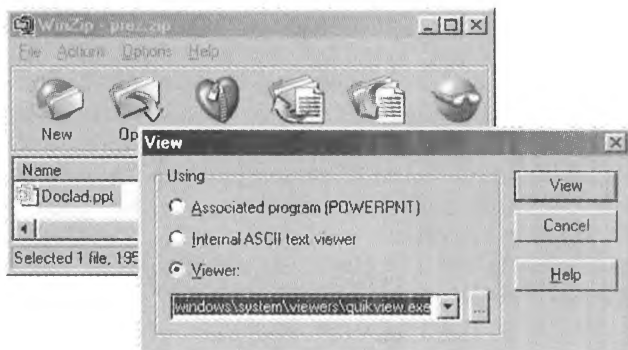 WinZip - prez.zip
File Actions Options Help
New Op
Name
Doclad.ppt
Selected 1 file, 195
View
Using
Associated program (POWERPNT)
Internal ASCII text viewer
Viewer:
windows\system\viewers\quikview.exe
...
View
Cancel
Help